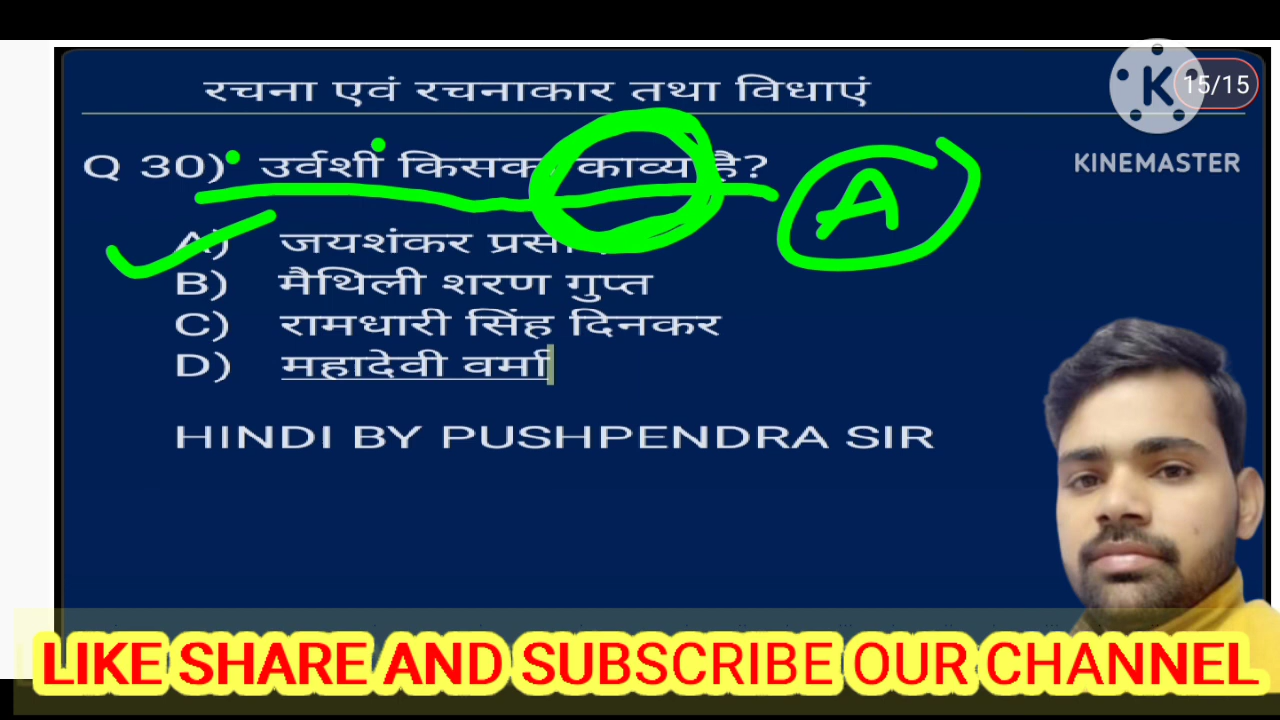 15/15
KINEMASTER
रचना एवं रचनाकार तथा विधाएं
Q 30) उर्वशी किसका काव्य है?
A
A) जयशंकर
B) मैथिली शरण गुप्त
C) रामधारी सिंह दिनकर
D) महादेवी वर्मा
HINDI BY PUSHPENDRA SIR
LIKE SHARE AND SUBSCRIBE OUR CHANNEL